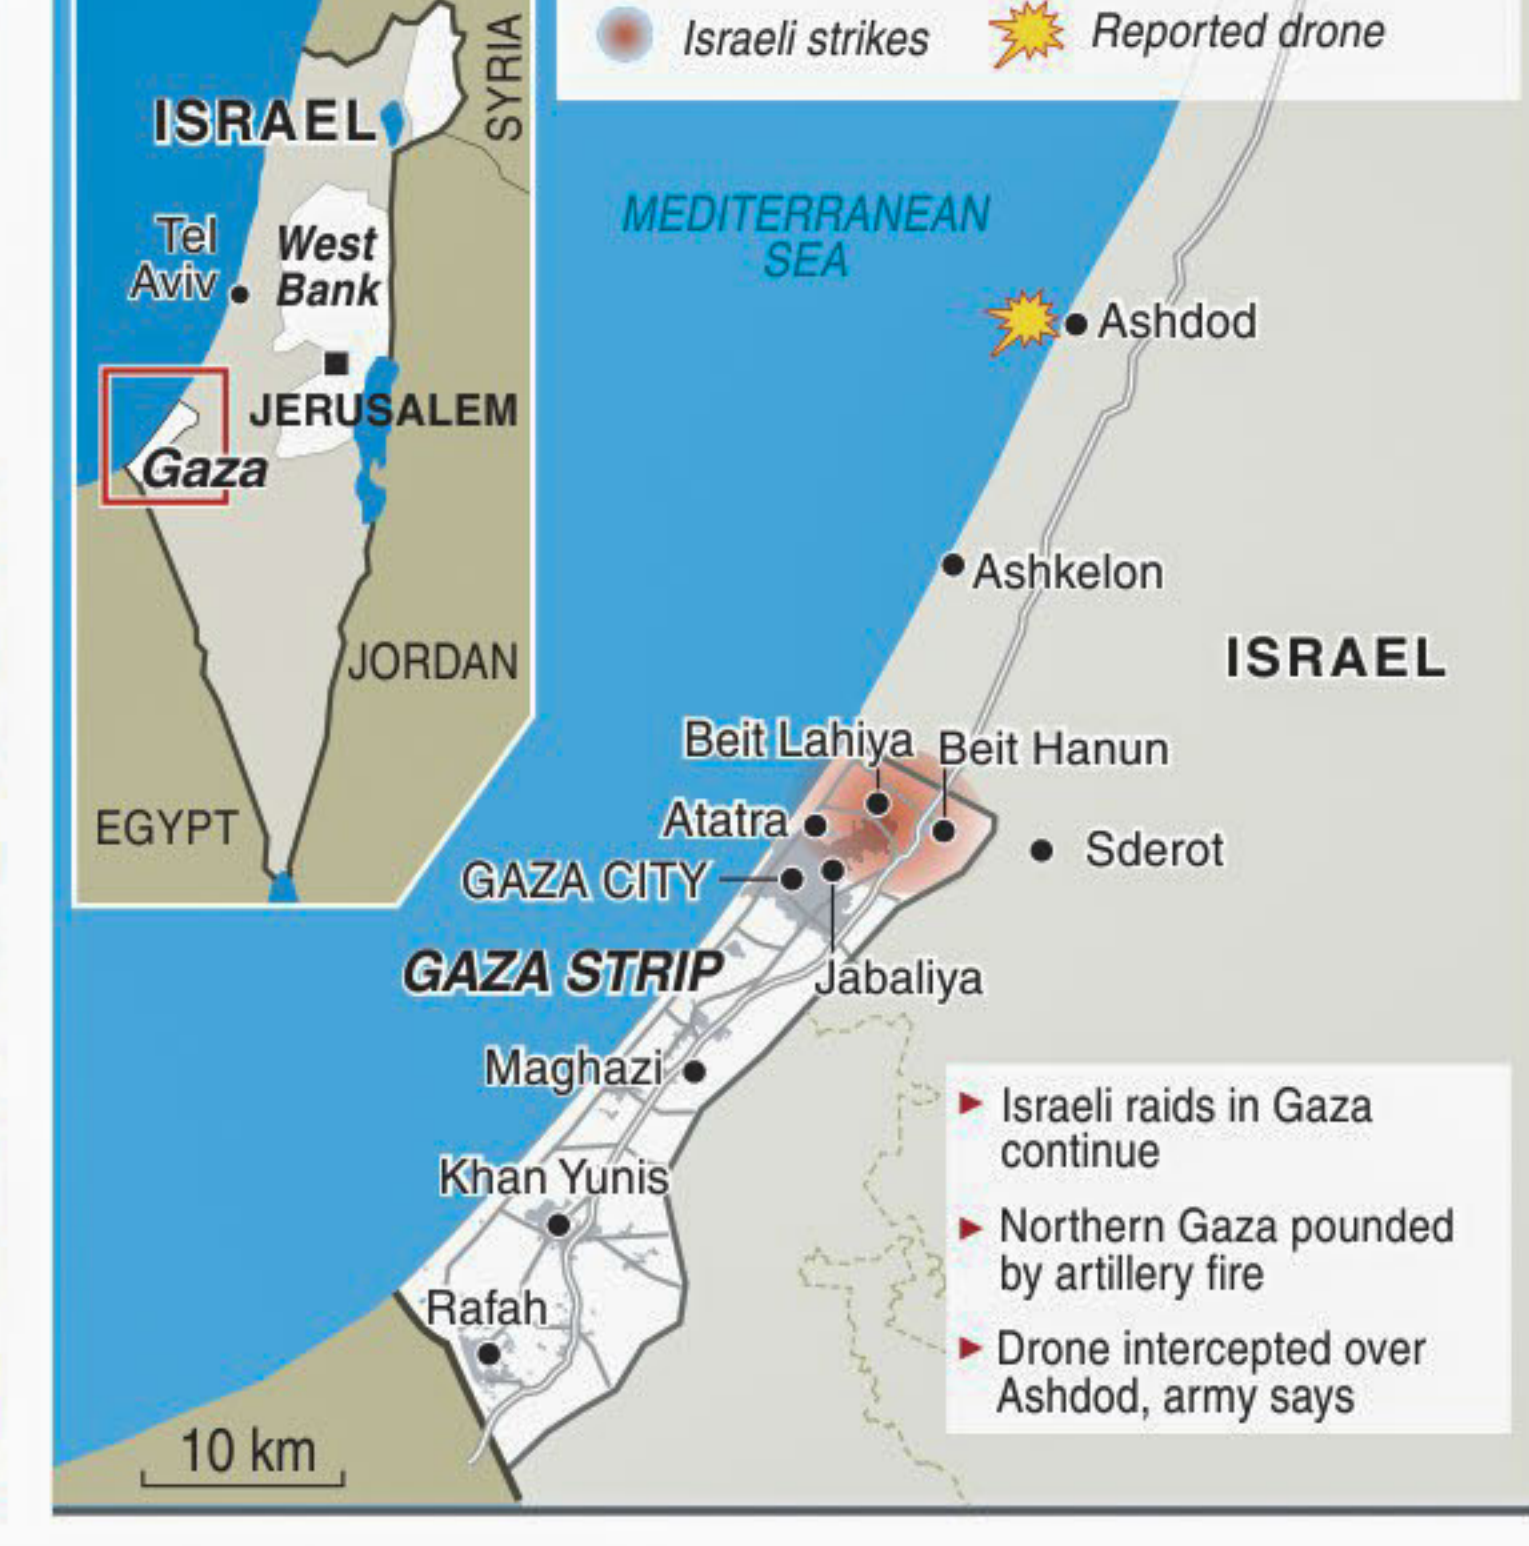 Israeli strikes
Reported drone
SYRIA
ISRAEL
MEDITERRANEAN
SEA
Tel
Aviv
West
Bank
Ashdod
JERUSALEM
Gaza
Ashkelon
JORDAN
ISRAEL
Beit Lahiya
Beit Hanun
Atatra
EGYPT
Sderot
GAZA CITY
GAZA STRIP
Jabaliya
Maghazi
Israeli raids in Gaza
continue
Khan Yunis
Northern Gaza pounded
by artillery fire
Rafah
Drone intercepted over
Ashdod, army says
10 km